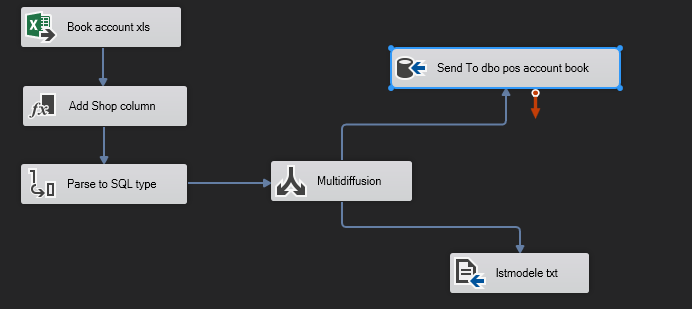 Book account xls
Send To dbo pos account book
fx
Add Shop column
Parse to SQL type
Multidiffusion
lstmodele txt